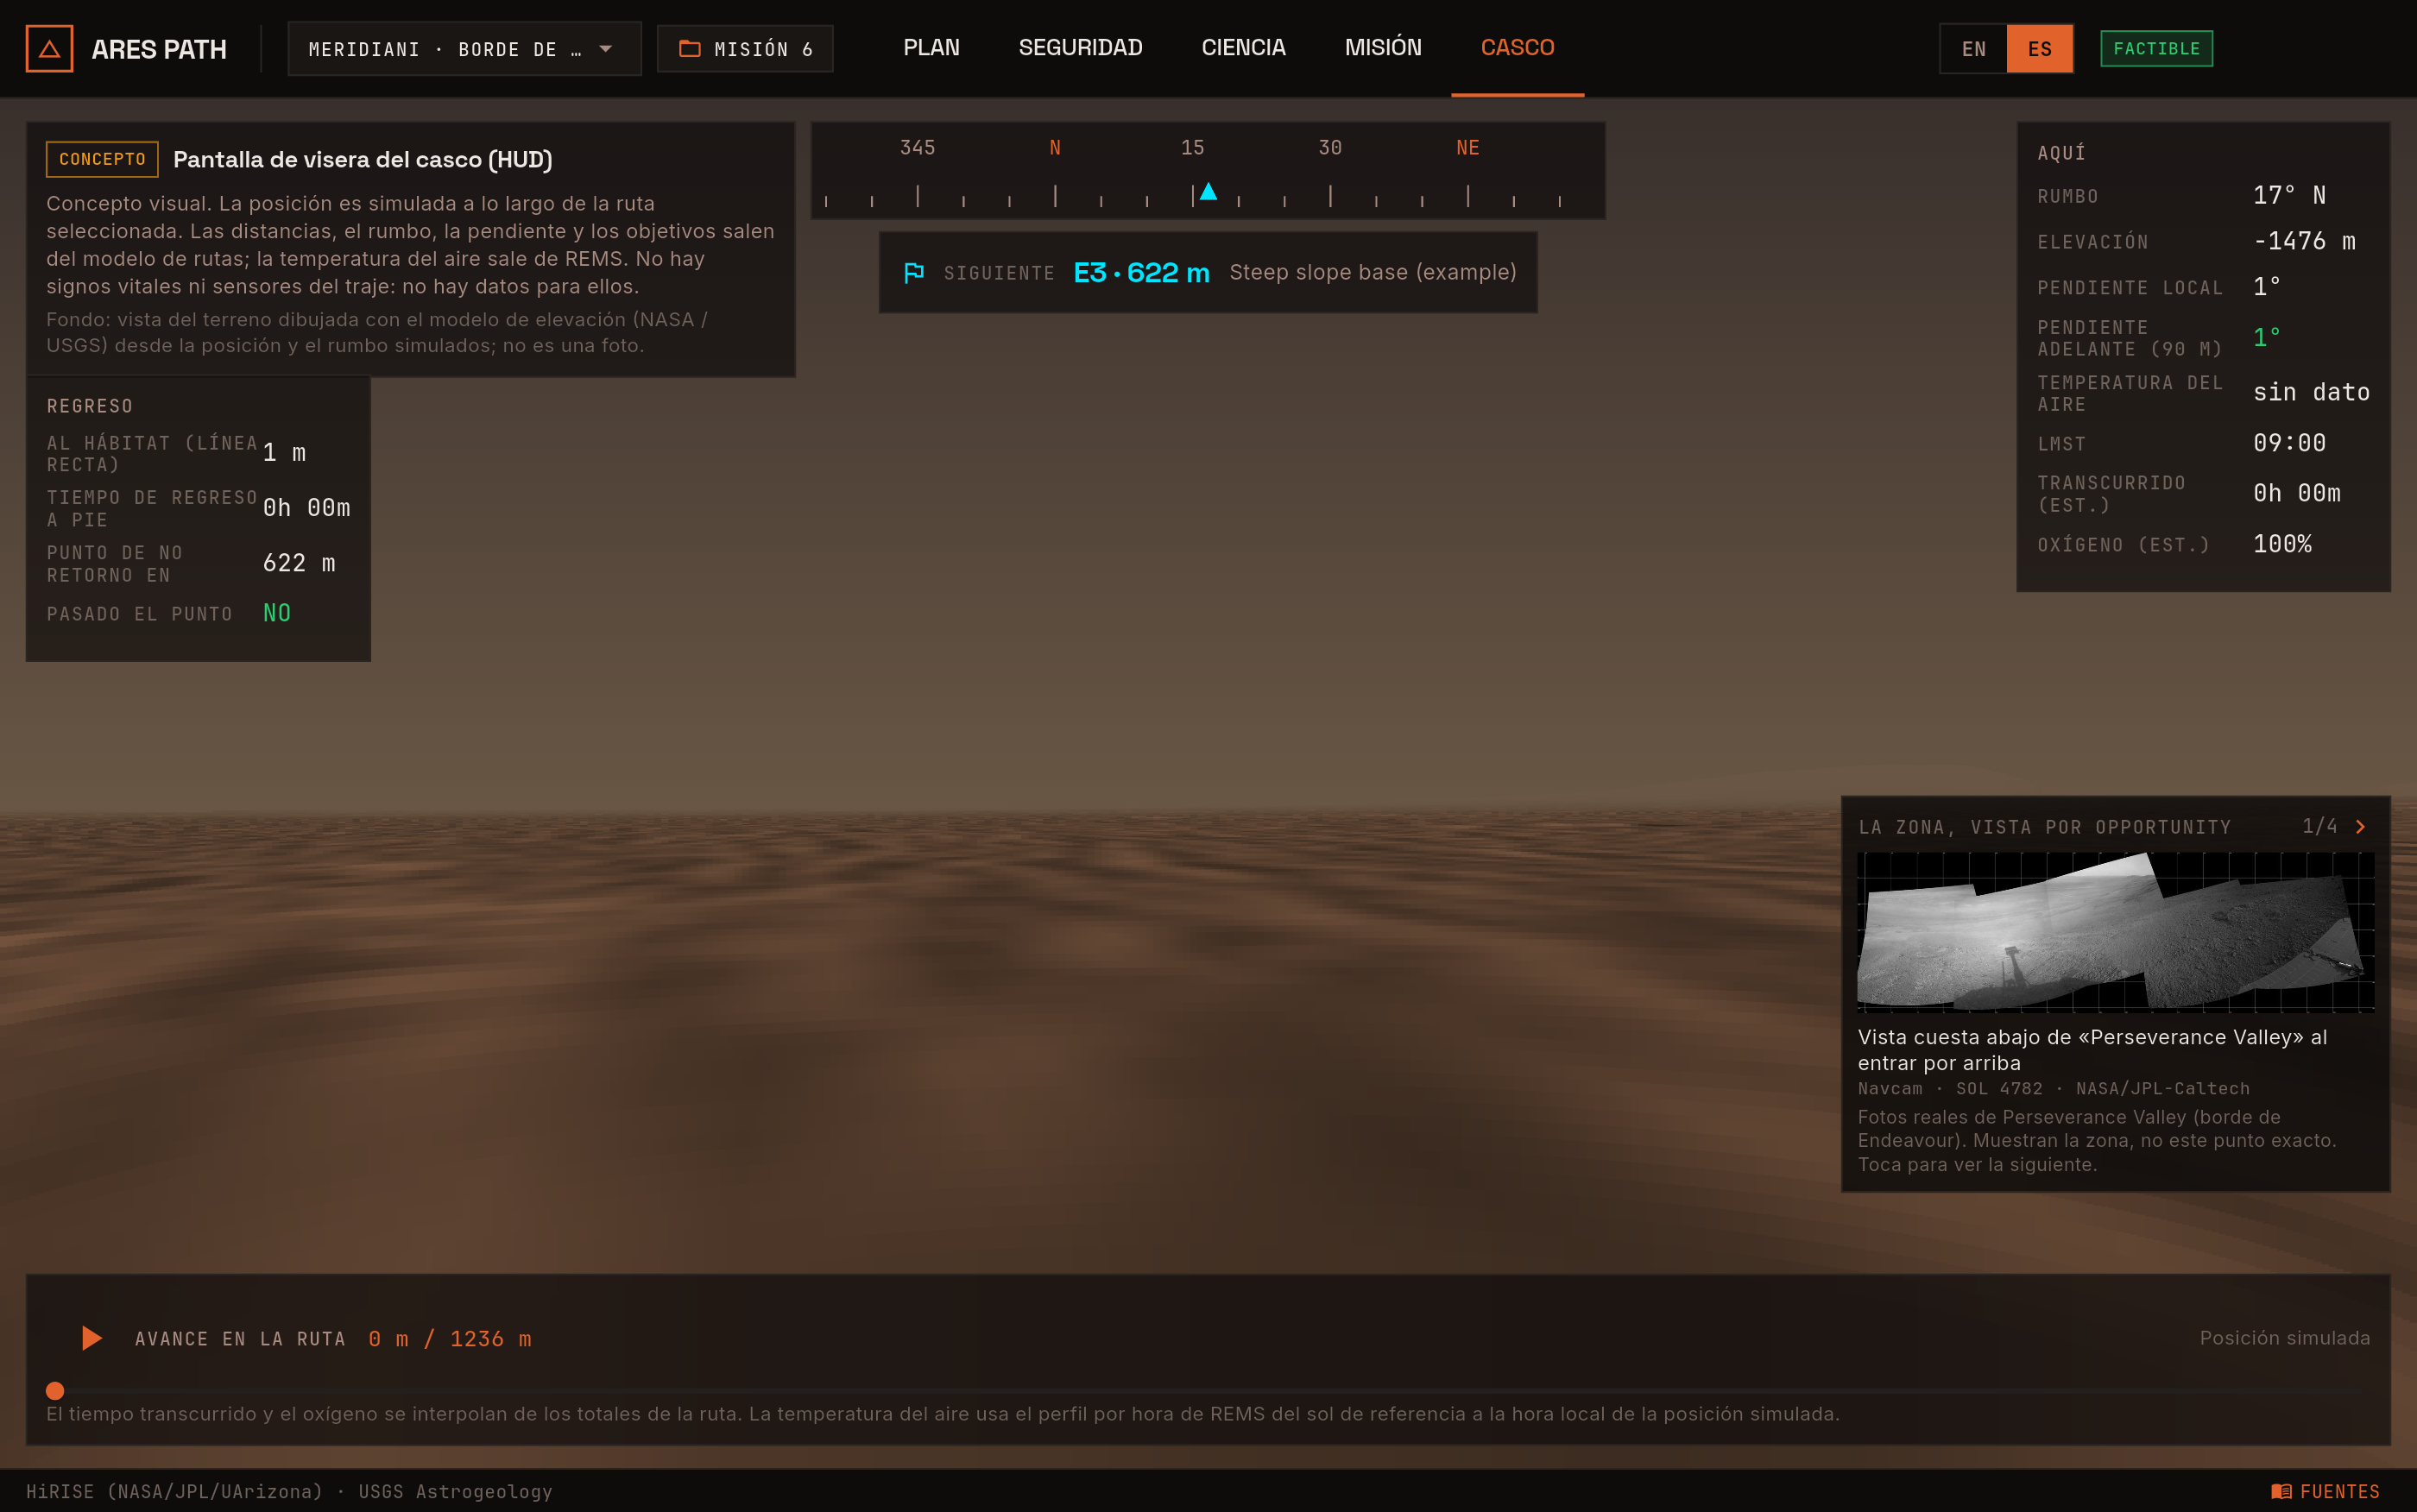 ARES PATH
MERIDIANI · BORDE DE …
MISIÓN 6
PLAN
SEGURIDAD
CIENCIA
MISIÓN
CASCO
EN
ES
FACTIBLE
CONCEPTO
Pantalla de visera del casco (HUD)
Concepto visual. La posición es simulada a lo largo de la ruta
seleccionada. Las distancias, el rumbo, la pendiente y los objetivos salen
del modelo de rutas; la temperatura del aire sale de REMS. No hay
signos vitales ni sensores del traje: no hay datos para ellos.
Fondo: vista del terreno dibujada con el modelo de elevación (NASA /
USGS) desde la posición y el rumbo simulados; no es una foto.
REGRESO
AL HÁBITAT (LÍNEA
RECTA)
1 m
TIEMPO DE REGRESO
A PIE
0h 00m
PUNTO DE NO
RETORNO EN
622 m
PASADO EL PUNTO
NO
345
N
15
30
NE
SIGUIENTE
E3 · 622 m
Steep slope base (example)
AQUÍ
RUMBO
17° N
ELEVACIÓN
-1476 m
PENDIENTE LOCAL
1°
PENDIENTE
ADELANTE (90 M)
1°
TEMPERATURA DEL
AIRE
sin dato
LMST
09:00
TRANSCURRIDO
(EST.)
0h 00m
OXÍGENO (EST.)
100%
LA ZONA, VISTA POR OPPORTUNITY
1/4
Vista cuesta abajo de «Perseverance Valley» al
entrar por arriba
Navcam · SOL 4782 · NASA/JPL-Caltech
Fotos reales de Perseverance Valley (borde de
Endeavour). Muestran la zona, no este punto exacto.
Toca para ver la siguiente.
AVANCE EN LA RUTA
0 m / 1236 m
Posición simulada
El tiempo transcurrido y el oxígeno se interpolan de los totales de la ruta. La temperatura del aire usa el perfil por hora de REMS del sol de referencia a la hora local de la posición simulada.
HiRISE (NASA/JPL/UArizona) · USGS Astrogeology
FUENTES